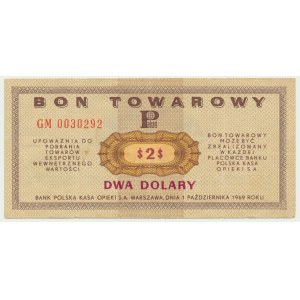 BON TOWAROWY
GM 0030292
P
UPOWAŻNIA DO
POBRANIA
TOWARÓW
EKSPORTU
WEWNĘTRZNEGO
WARTOŚCI
$2$
BON TOWAROWY
MOŻE BYĆ
ZREALIZOWANY
W KAŻDEJ
PLACÓWCE BANKU
POLSKA KASA
OPIEKI S.A.
DWA DOLARY
BANK POLSKA KASA OPIEKI S.A. WARSZAWA, DNIA 1 PAŹDZIERNIKA 1969 ROKU